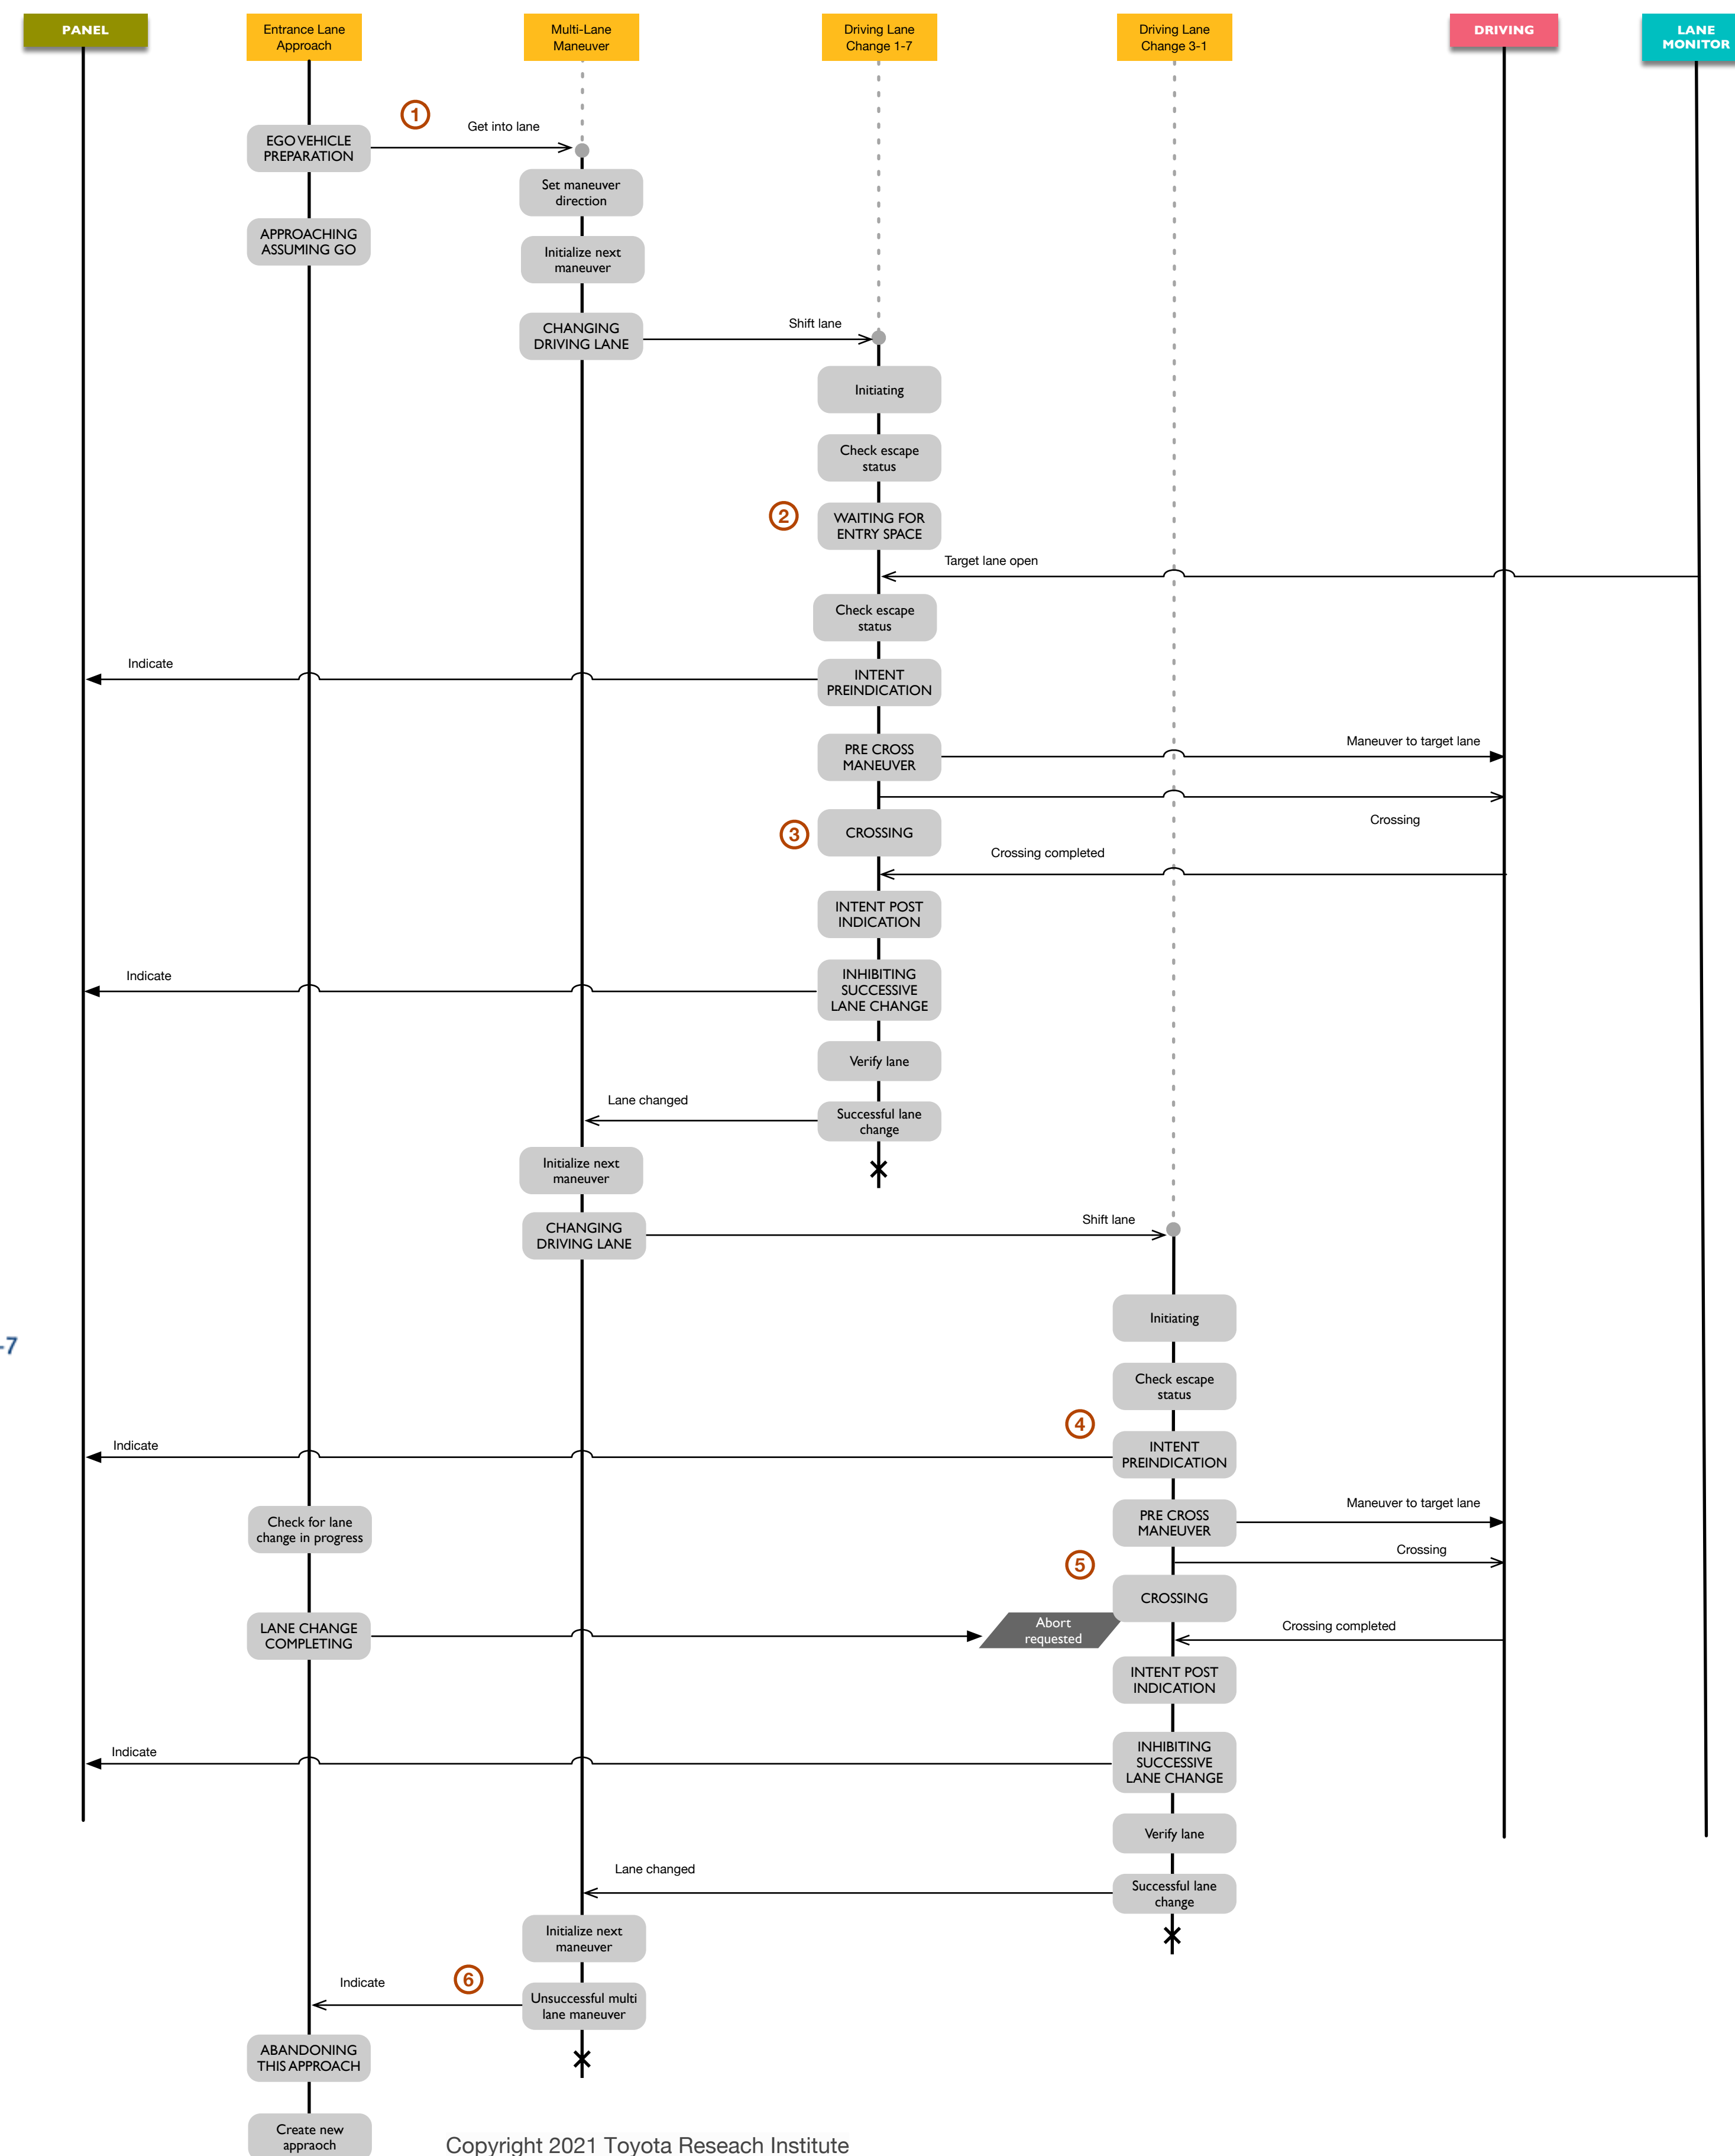 PANEL
Entrance Lane
Approach
Multi-Lane
Maneuver
Driving Lane
Change 1-7
Driving Lane
Change 3-1
DRIVING
LANE
MONITOR
1
Get into lane
EGO VEHICLE
PREPARATION
Set maneuver
direction
APPROACHING
ASSUMING GO
Initialize next
maneuver
CHANGING
DRIVING LANE
Shift lane
Initiating
Check escape
status
2
WAITING FOR
ENTRY SPACE
Target lane open
Check escape
status
Indicate
INTENT
PREINDICATION
PRE CROSS
MANEUVER
Maneuver to target lane
Crossing
3
CROSSING
Crossing completed
INTENT POST
INDICATION
Indicate
INHIBITING
SUCCESSIVE
LANE CHANGE
Verify lane
Lane changed
Successful lane
change
Initialize next
maneuver
CHANGING
DRIVING LANE
Shift lane
Initiating
-7
Check escape
status
4
Indicate
INTENT
PREINDICATION
Check for lane
change in progress
PRE CROSS
MANEUVER
Maneuver to target lane
Crossing
5
CROSSING
LANE CHANGE
COMPLETING
Abort
requested
Crossing completed
INTENT POST
INDICATION
Indicate
INHIBITING
SUCCESSIVE
LANE CHANGE
Verify lane
Lane changed
Successful lane
change
Initialize next
maneuver
Indicate
6
Unsuccessful multi
lane maneuver
ABANDONING
THIS APPROACH
Create new
appraoch
Copyright 2021 Toyota Reseach Institute